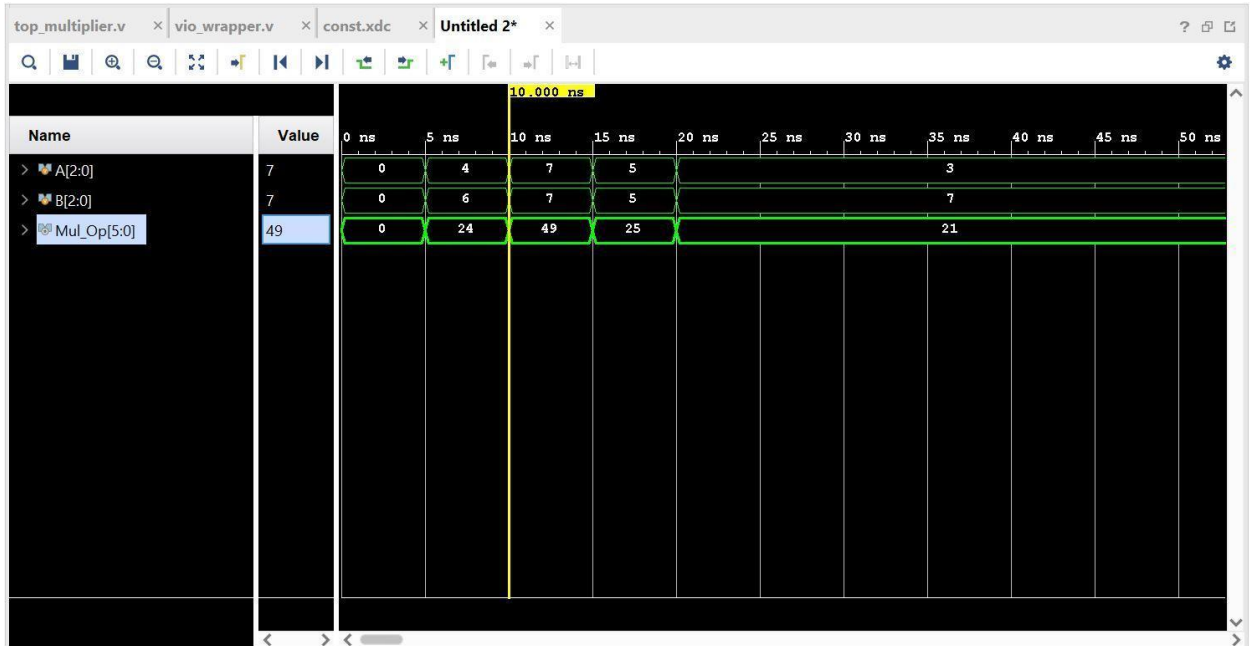 top_multiplier.v × vio_wrapper.v × const.xdc × Untitled 2* × ?
10.000 ns
Name Value 0 ns 5 ns 10 ns 15 ns 20 ns 25 ns 30 ns 35 ns 40 ns 45 ns 50 ns
> A[2:0] 7 0 4 7 5 3
> B[2:0] 7 0 6 7 5 7
> Mul_Op[5:0] 49 0 24 49 25 21